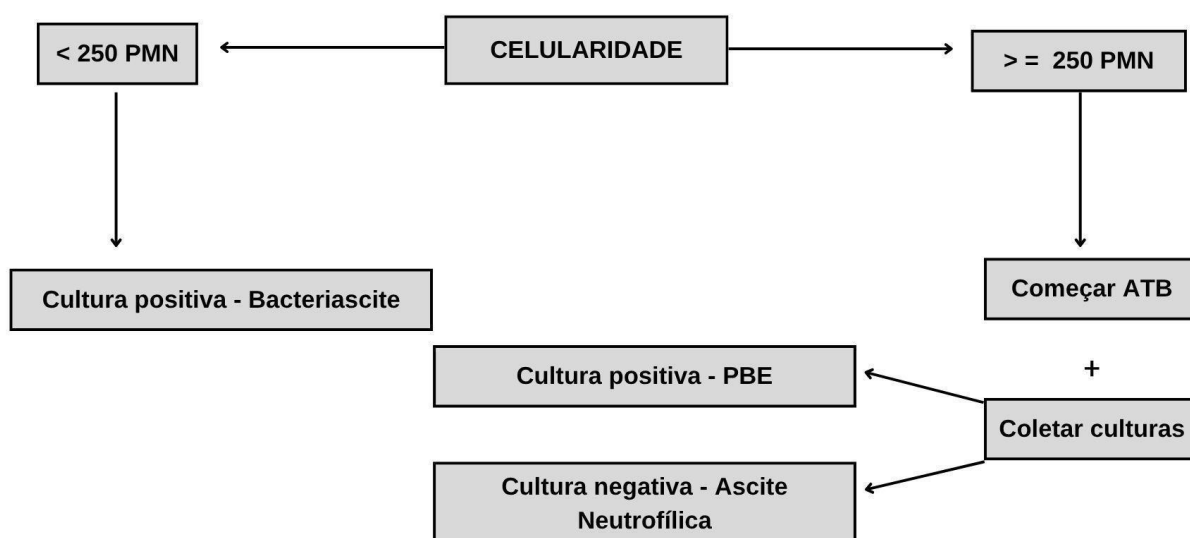 < 250 PMN
CELULARIDADE
> = 250 PMN
Cultura positiva - Bacteriascite
Começar ATB
+
Cultura positiva - PBE
Coletar culturas
Cultura negativa - Ascite
Neutrofílica